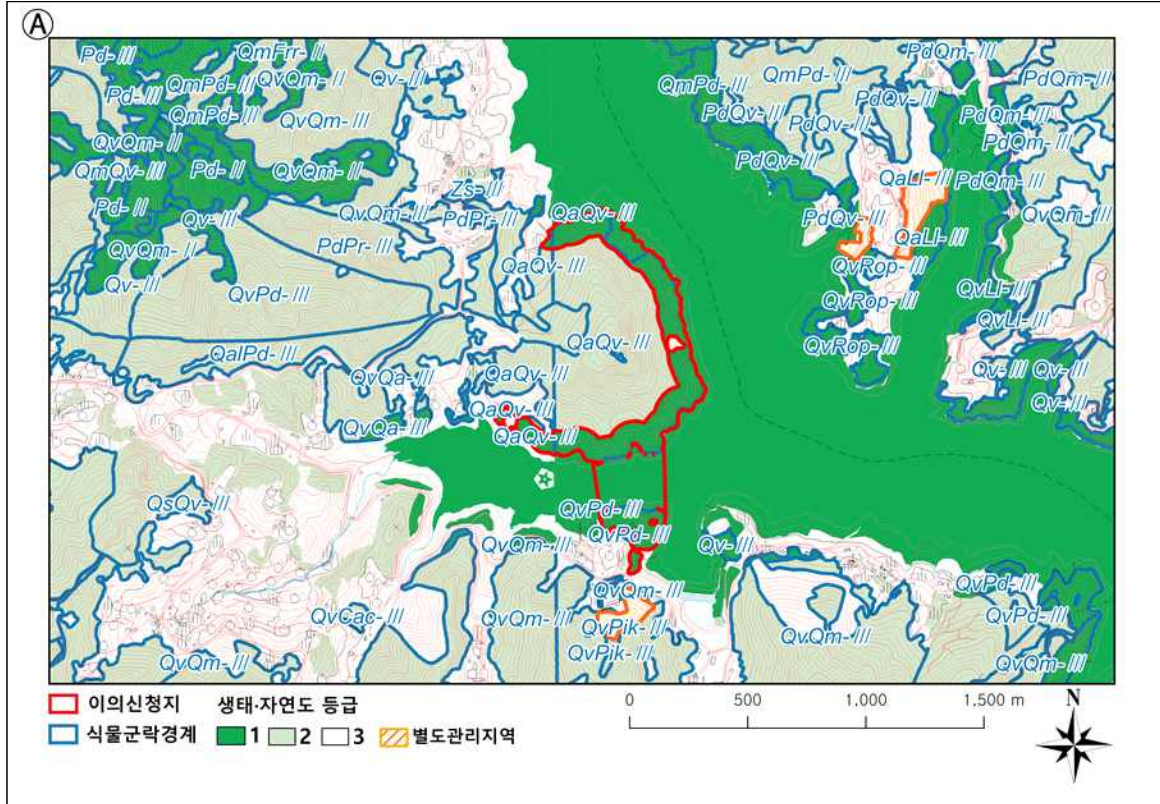 Ⓐ
Pd- III
QmFrr- II
Pd- III
QmPd- III
QvQm- II
Qv- III
QmPd- III
QvQm- III
QvQm- II
QmQv- III
Pd- III
QvQm- II
Pd- II
Qv- III
QvQm- II
Qv- III
QvPd- III
QvQm- III
PdPr- III
ZS- III
PdPr- III
QaQv- III
QaQv- III
QaQv- III
QalPd- III
QvQa- III
QaQv- III
QaQv- III
QvQa- III
QaQv- III
QmPd- III
QmPd- III
PdQm- III
PdQm- III
PdQv- III
PdQv- III
PdQv- III
PdQm- III
PdQv- III
PdQm- III
QaLl- III
PdQm- III
QvQm- III
PdQv- III
QaLl- III
QvRop- III
QvRop- III
QvLl- III
QvLl- III
QvRop- III
Qv- III
Qv- III
Qv- III
QsQv- III
QvPd- III
QvPd- III
QvQm- III
Qv- III
QvQm- III
QvPd- III
QvPd- III
QvCac- III
QvQm- III
QvPik- III
QvQm- III
QvQm- III
QvPik- III
QvQm- III
이의신청지
생태·자연도 등급
식물군락경계
1
2
3
별도관리지역
0
500
1,000
1,500 m
N